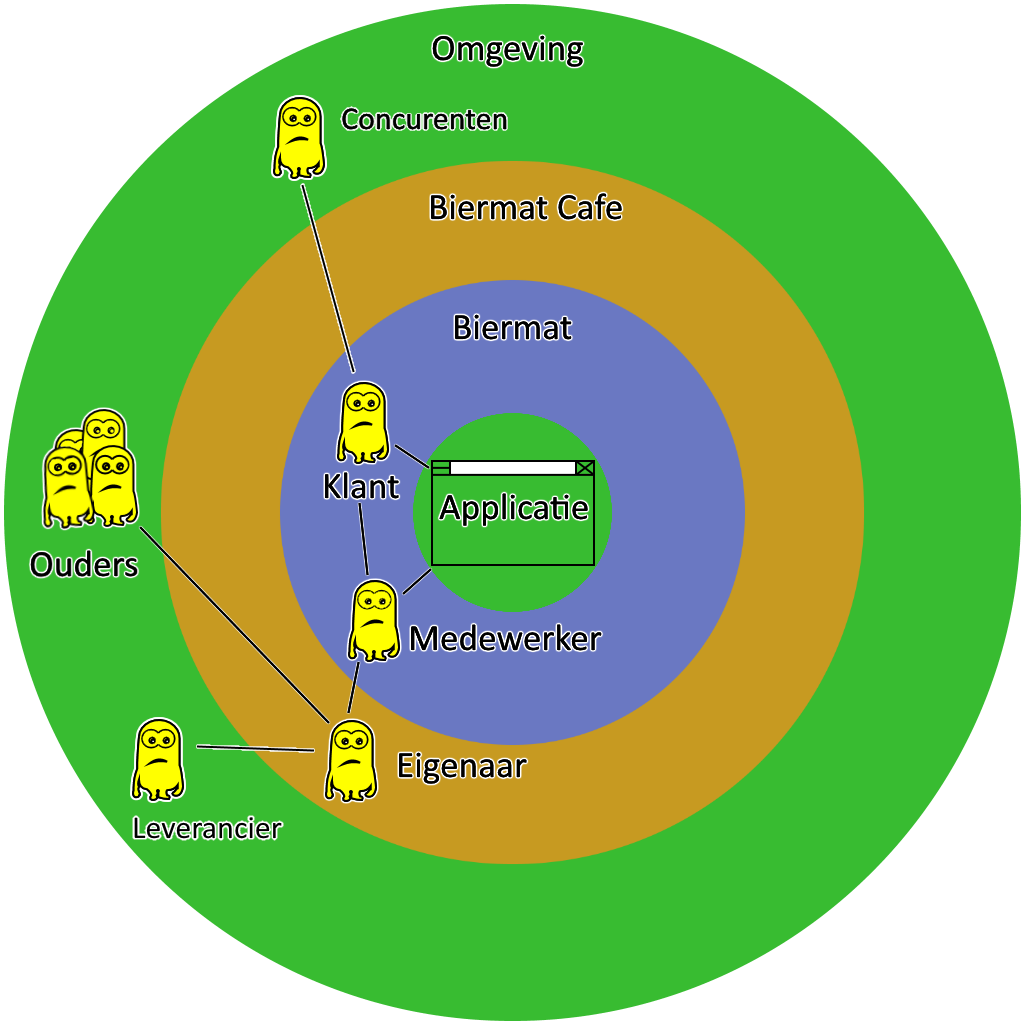 Omgeving
Concurenten
Biermat Cafe
Biermat
Klant
Applicatie
Ouders
Medewerker
Eigenaar
Leverancier